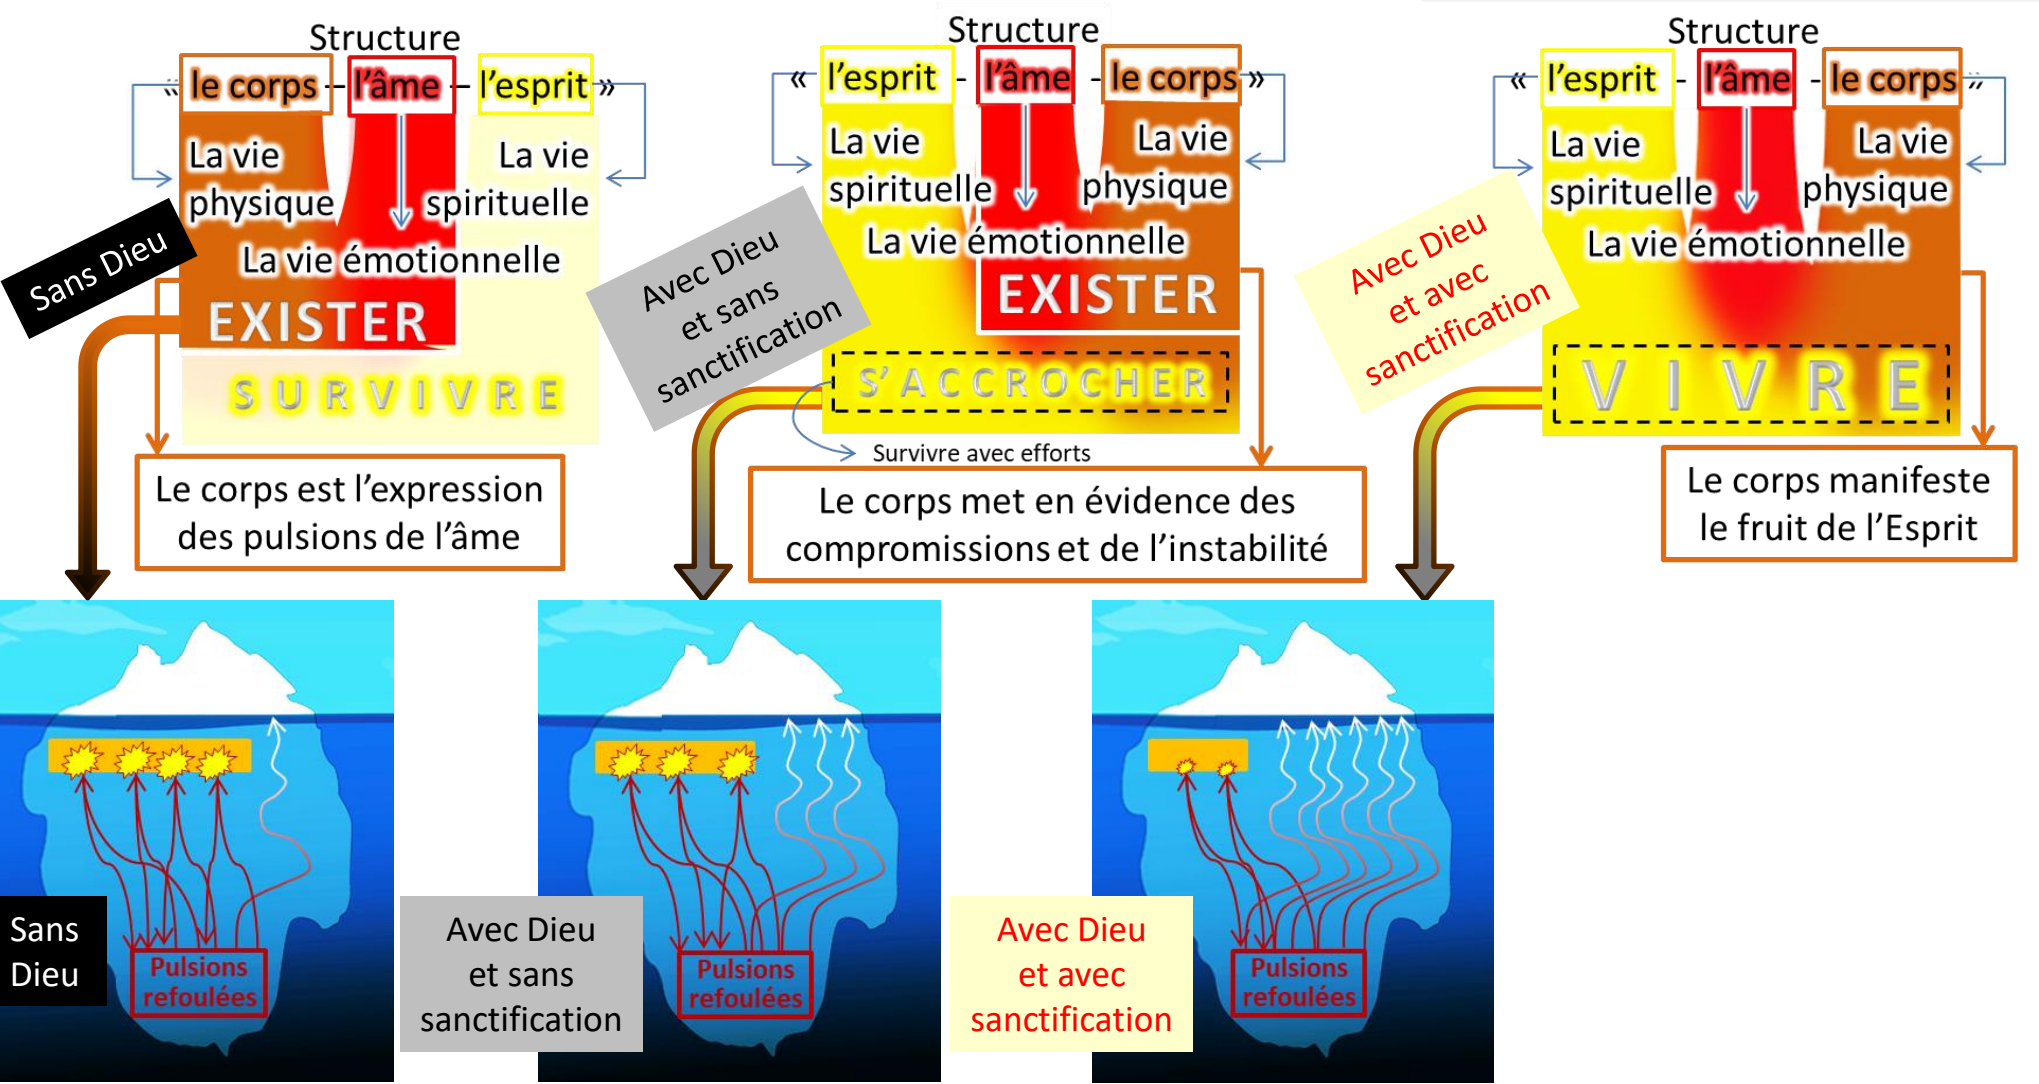 Structure
« le corps – l’âme – l’esprit »
La vie
physique
La vie
spirituelle
La vie émotionnelle
EXISTER
SURVIVRE
Sans Dieu
Le corps est l’expression
des pulsions de l’âme
Structure
« l’esprit - l’âme - le corps »
La vie
spirituelle
La vie
physique
La vie émotionnelle
EXISTER
S’ACCROCHER
Avec Dieu
et sans
sanctification
Survivre avec efforts
Le corps met en évidence des
compromissions et de l’instabilité
Structure
« l’esprit - l’âme - le corps »
La vie
spirituelle
La vie
physique
La vie émotionnelle
VIVRE
Avec Dieu
et avec
sanctification
Le corps manifeste
le fruit de l’Esprit
Sans
Dieu
Pulsions
refoulées
Avec Dieu
et sans
sanctification
Pulsions
refoulées
Avec Dieu
et avec
sanctification
Pulsions
refoulées